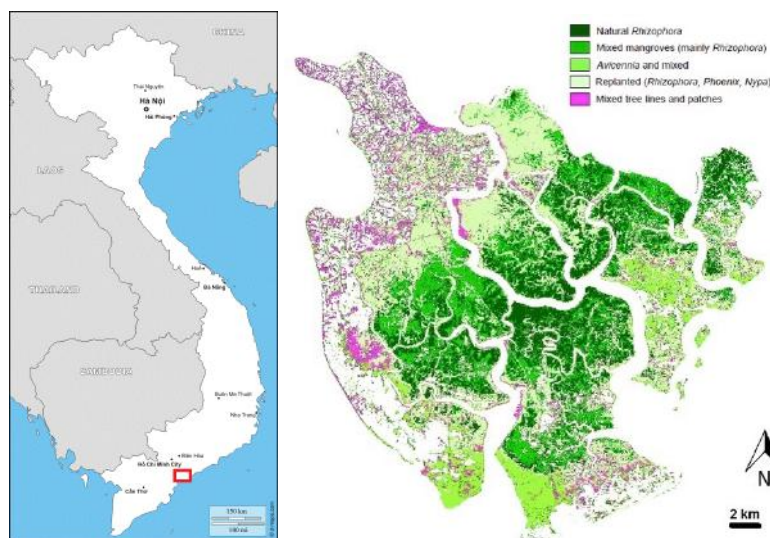 CHINA
Thái Nguyên
Hà Nội
Hải Phòng
LAOS
Huế
Đà Nẵng
THAILAND
CAMBODIA
Buôn Ma Thuột
Nha Trang
Biên Hòa
Hồ Chí Minh City
Cần Thơ
150 km
100 mi
Natural Rhizophora
Mixed mangroves (mainly Rhizophora)
Avicennia and mixed
Replanted (Rhizophora, Phoenix, Nypa)
Mixed tree lines and patches
N
2 km